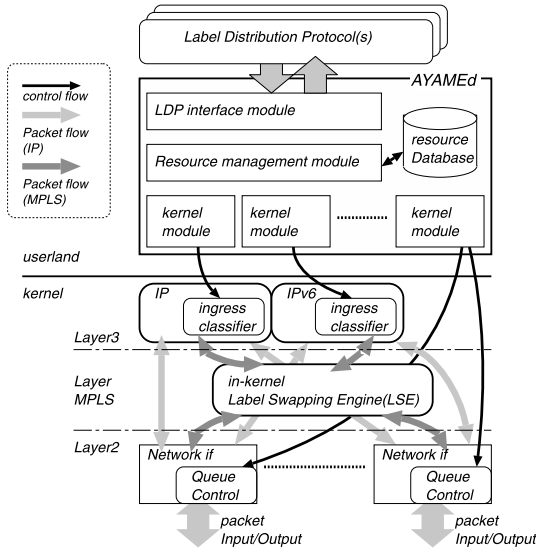 Label Distribution Protocol(s)
AYAMEd
control flow
Packet flow
(IP)
Packet flow
(MPLS)
LDP interface module
resource
Database
Resource management module
kernel
module
kernel
module
kernel
module
userland
kernel
IP
IPv6
ingress
classifier
ingress
classifier
Layer3
Layer
MPLS
in-kernel
Label Swapping Engine(LSE)
Layer2
Network if
Network if
Queue
Control
Queue
Control
packet
Input/Output
packet
Input/Output